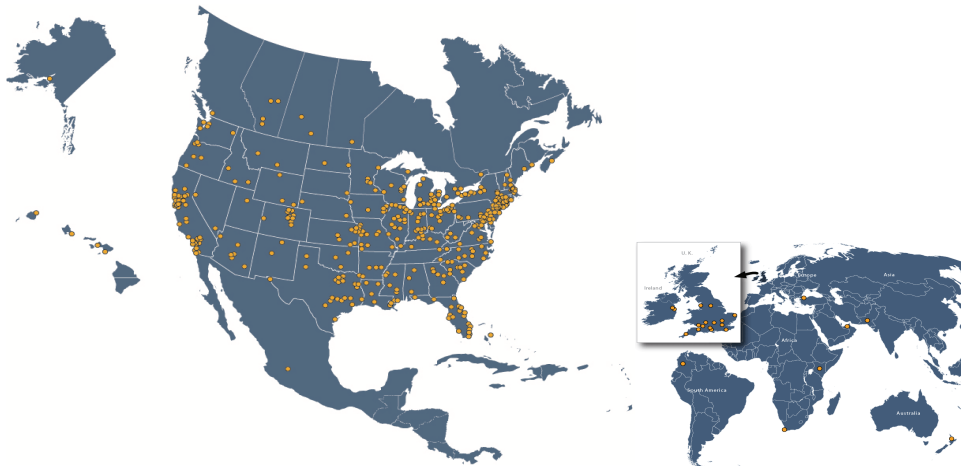 U. K.
Ireland
Europe
Asia
Africa
South America
Australia